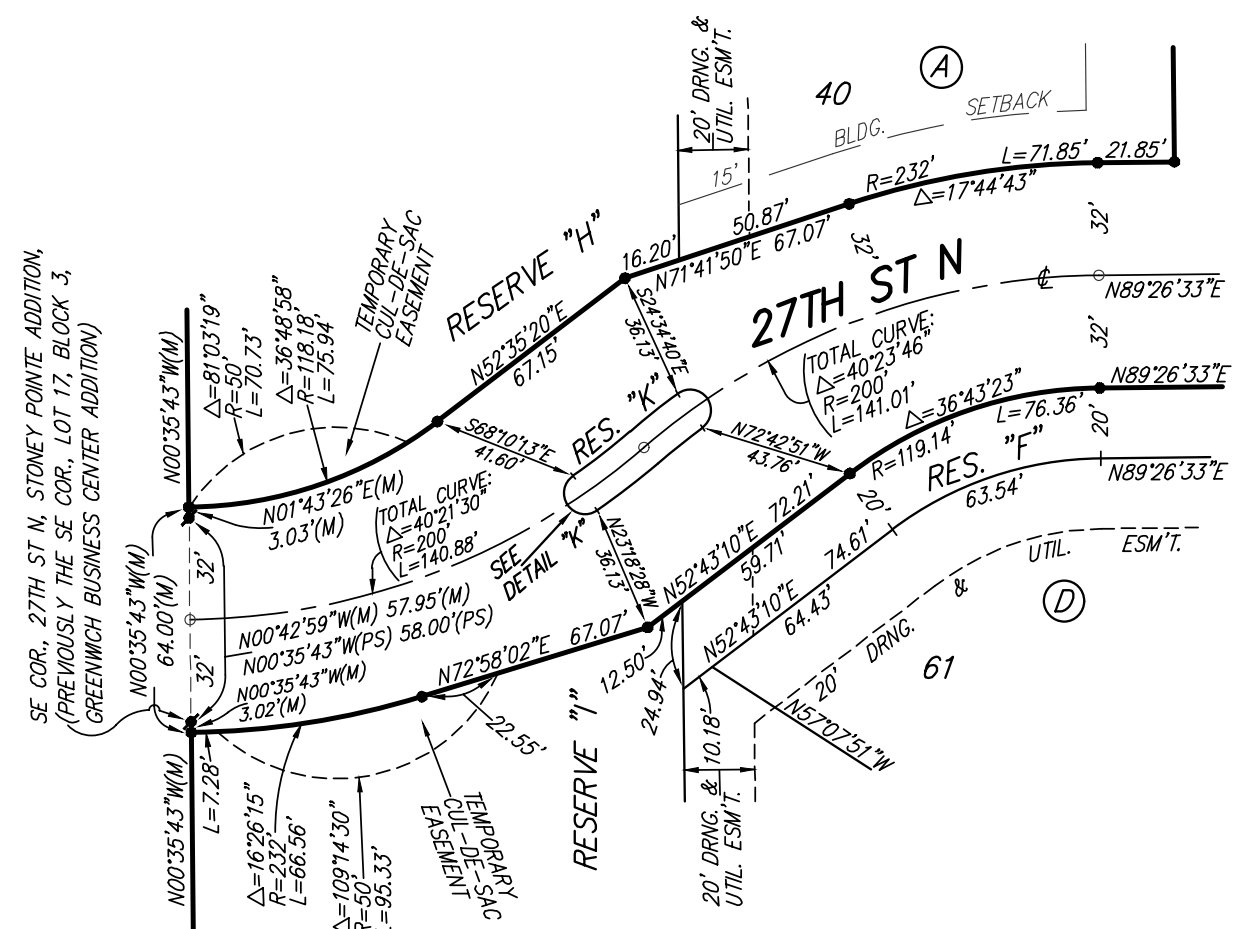 20' DRNG. &
UTIL. ESM'T.
40
A
SETBACK
BLDG.
15'
L=71.85'
21.85'
R=232'
△=17°44'43"
50.87'
16.20'
N71°41'50"E 67.07'
32'
32'
27TH ST N
℄
N89°26'33"E
32'
SE COR., 27TH ST N, STONEY POINTE ADDITION,
(PREVIOUSLY THE SE COR., LOT 17, BLOCK 3,
GREENWICH BUSINESS CENTER ADDITION)
N00°35'43"W(M)
△=81°03'19"
R=50'
L=70.73'
△=36°48'58"
R=118.18'
L=75.94'
TEMPORARY
CUL-DE-SAC
EASEMENT
RESERVE "H"
N52°35'20"E
67.15'
S24°34'40"E
36.13'
TOTAL CURVE:
△=40°23'46"
R=200'
L=141.01'
△=36°43'23"
L=76.36'
R=119.14'
N89°26'33"E
20'
RES. "K"
S68°10'13"E
41.60'
N72°42'51"W
43.76'
RES. "F"
63.54'
N89°26'33"E
N01°43'26"E(M)
3.03'(M)
TOTAL CURVE:
△=40°21'30"
R=200'
L=140.88'
SEE
DETAIL "K"
N23°18'28"W
36.13'
N52°43'10"E 72.21'
59.71'
20'
74.61'
N52°43'10"E
64.43'
UTIL. ESM'T.
&
DRNG.
20'
D
61
N00°35'43"W(M)
64.00'(M)
32'
32'
N00°42'59"W(M) 57.95'(M)
N00°35'43"W(PS) 58.00'(PS)
N00°35'43"W(M)
3.02'(M)
N72°58'02"E 67.07'
22.55'
12.50'
24.94'
10.18'
N57°07'51"W
RESERVE "I"
20' DRNG. &
UTIL. ESM'T.
N00°35'43"W(M)
L=7.28'
△=16°26'15"
R=232'
L=66.56'
△=109°14'30"
R=50'
L=95.33'
TEMPORARY
CUL-DE-SAC
EASEMENT